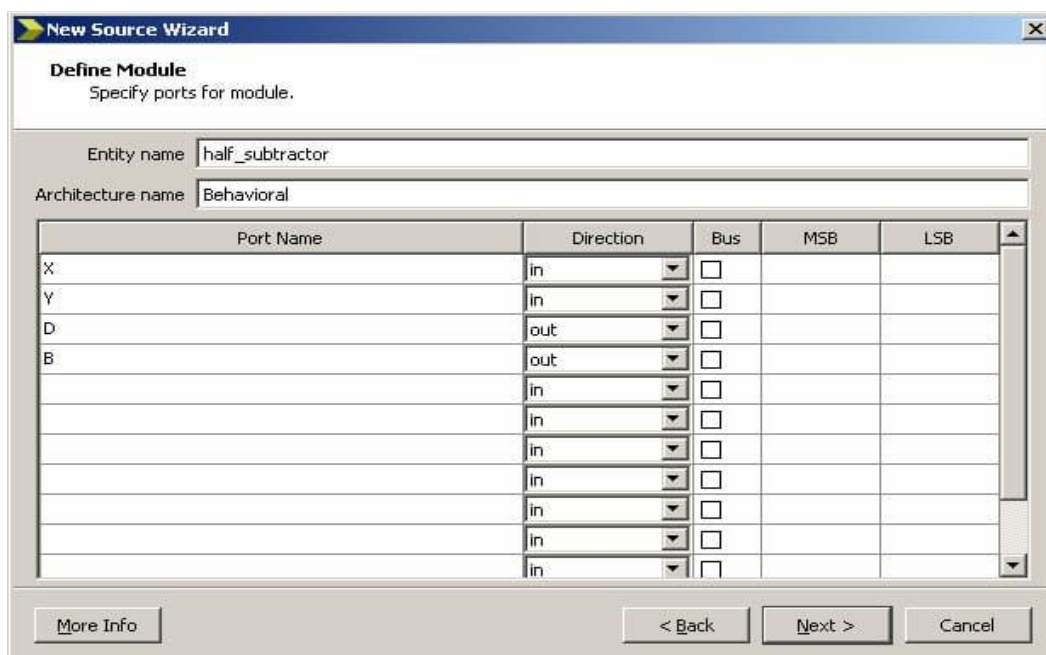 New Source Wizard
Define Module
Specify ports for module.
Entity name half_subtractor
Architecture name Behavioral
Port Name Direction Bus MSB LSB
X in
Y in
D out
B out
in
in
in
in
in
in
in
More Info < Back Next > Cancel